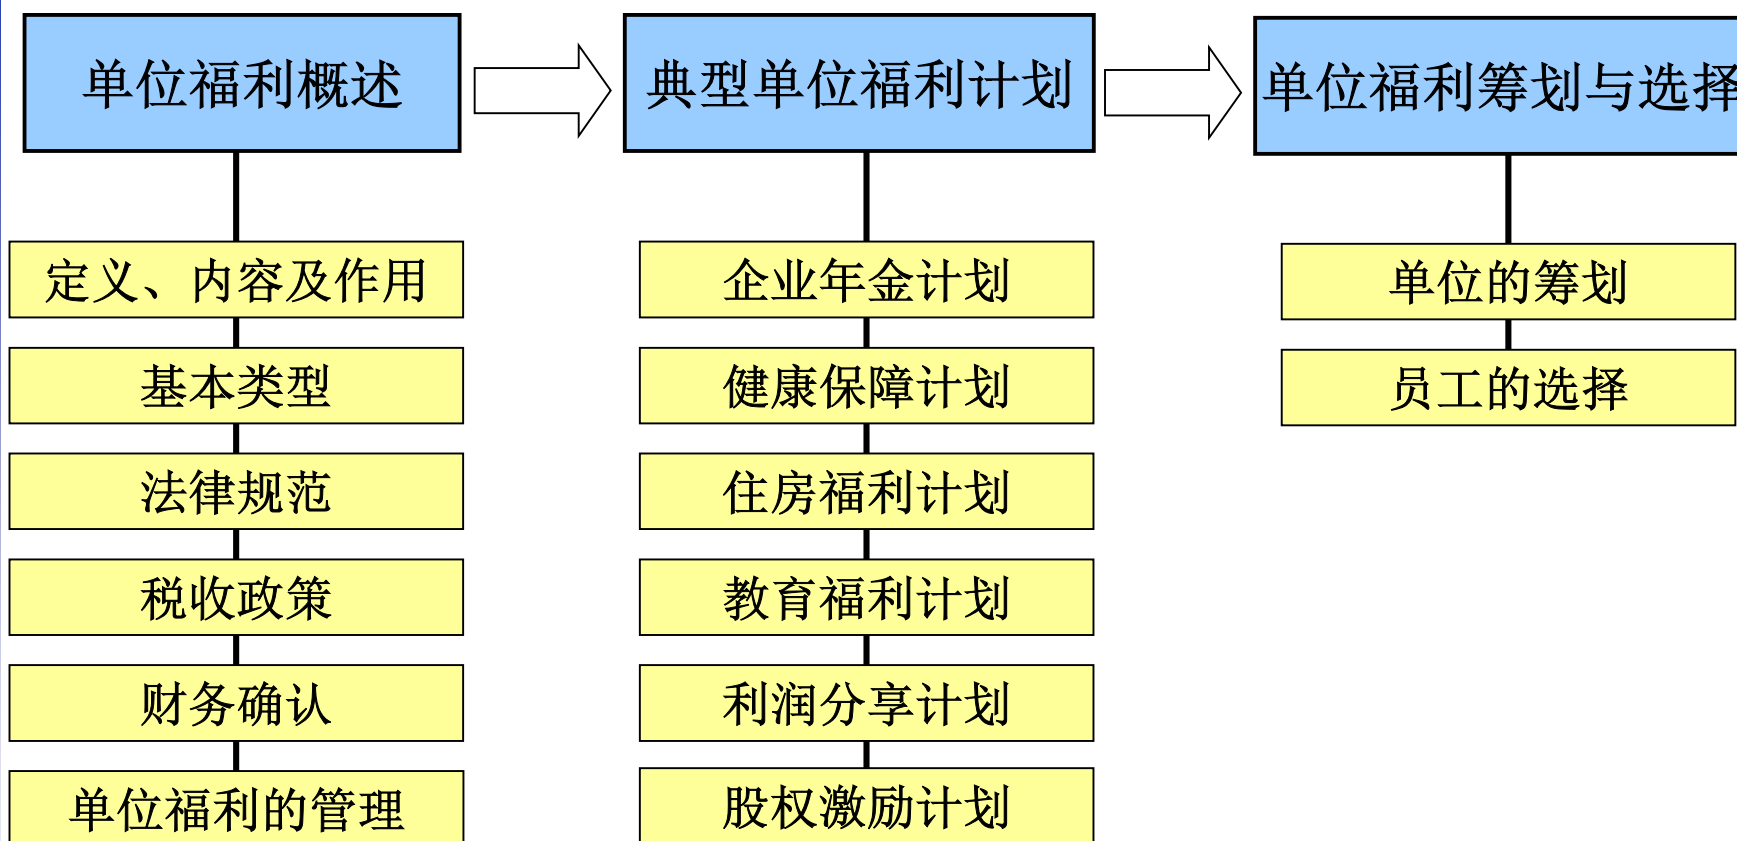 单位福利概述
典型单位福利计划
单位福利筹划与选择
定义、内容及作用
基本类型
法律规范
税收政策
财务确认
单位福利的管理
企业年金计划
健康保障计划
住房福利计划
教育福利计划
利润分享计划
股权激励计划
单位的筹划
员工的选择